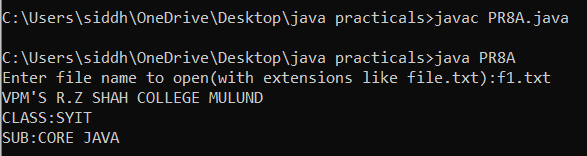 C:\Users\siddh\OneDrive\Desktop\java practicals>javac PR8A.java
C:\Users\siddh\OneDrive\Desktop\java practicals>java PR8A
Enter file name to open(with extensions like file.txt):f1.txt
VPM'S R.Z SHAH COLLEGE MULUND
CLASS:SYIT
SUB:CORE JAVA